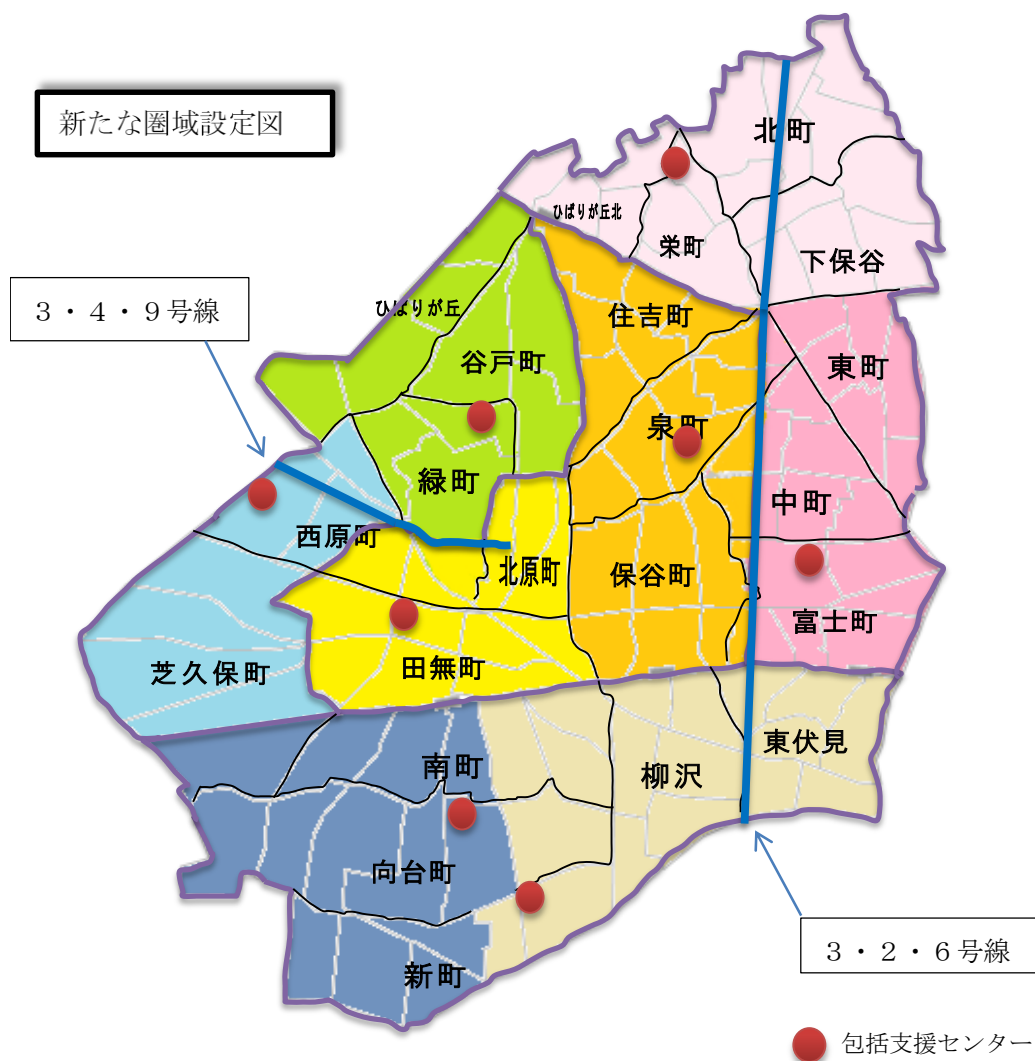 新たな圏域設定図
北町
ひばりが丘北
栄町
下保谷
3・4・9号線
ひばりが丘
住吉町
東町
谷戸町
泉町
緑町
中町
西原町
北原町
保谷町
富士町
芝久保町
田無町
東伏見
南町
柳沢
向台町
3・2・6号線
新町
包括支援センター